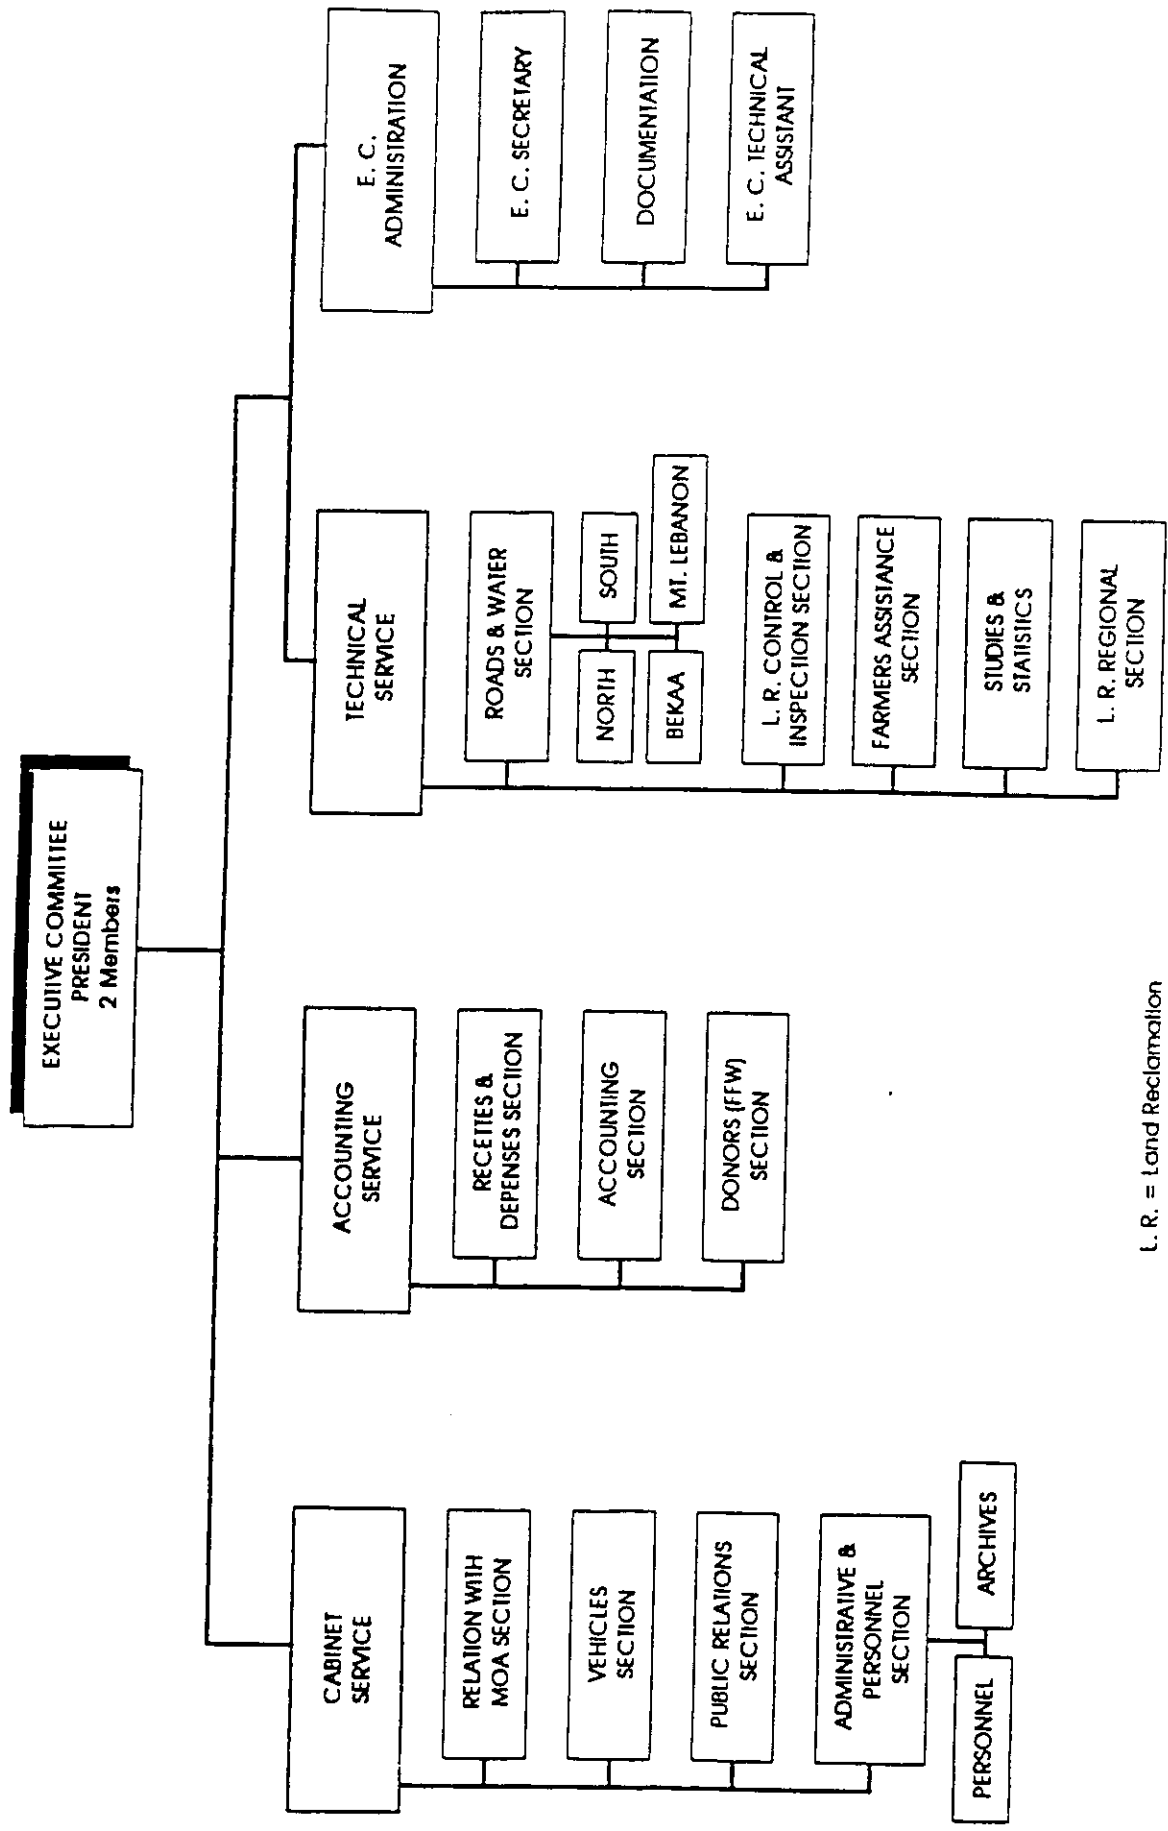 EXECUTIVE COMMITTEE
PRESIDENT
2 Members
CABINET
SERVICE
RELATION WITH
MOA SECTION
VEHICLES
SECTION
PUBLIC RELATIONS
SECTION
ADMINISTRATIVE &
PERSONNEL
SECTION
PERSONNEL
ARCHIVES
ACCOUNTING
SERVICE
RECETTES &
DEPENSES SECTION
ACCOUNTING
SECTION
DONORS (FFW)
SECTION
TECHNICAL
SERVICE
ROADS & WATER
SECTION
NORTH
SOUTH
BEKAA
MT. LEBANON
L. R. CONTROL &
INSPECTION SECTION
FARMERS ASSISTANCE
SECTION
STUDIES &
STATISTICS
L. R. REGIONAL
SECTION
E. C.
ADMINISTRATION
E. C. SECRETARY
DOCUMENTATION
E. C. TECHNICAL
ASSISTANT
L. R. = Land Reclamation